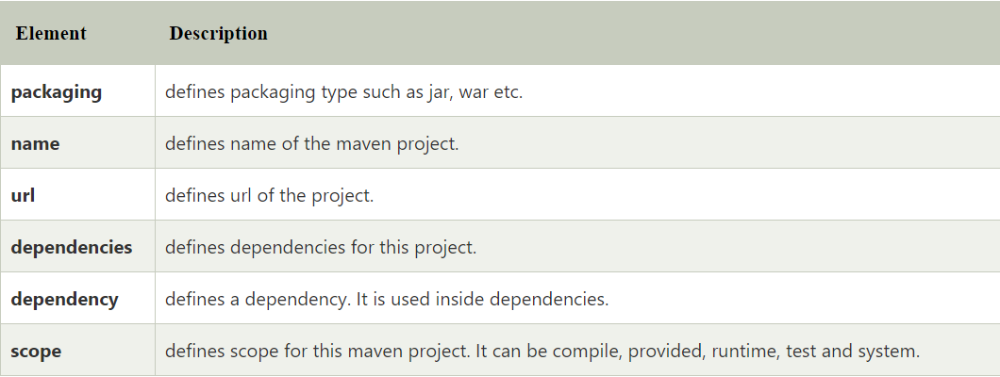 Element Description
packaging defines packaging type such as jar, war etc.
name defines name of the maven project.
url defines url of the project.
dependencies defines dependencies for this project.
dependency defines a dependency. It is used inside dependencies.
scope defines scope for this maven project. It can be compile, provided, runtime, test and system.